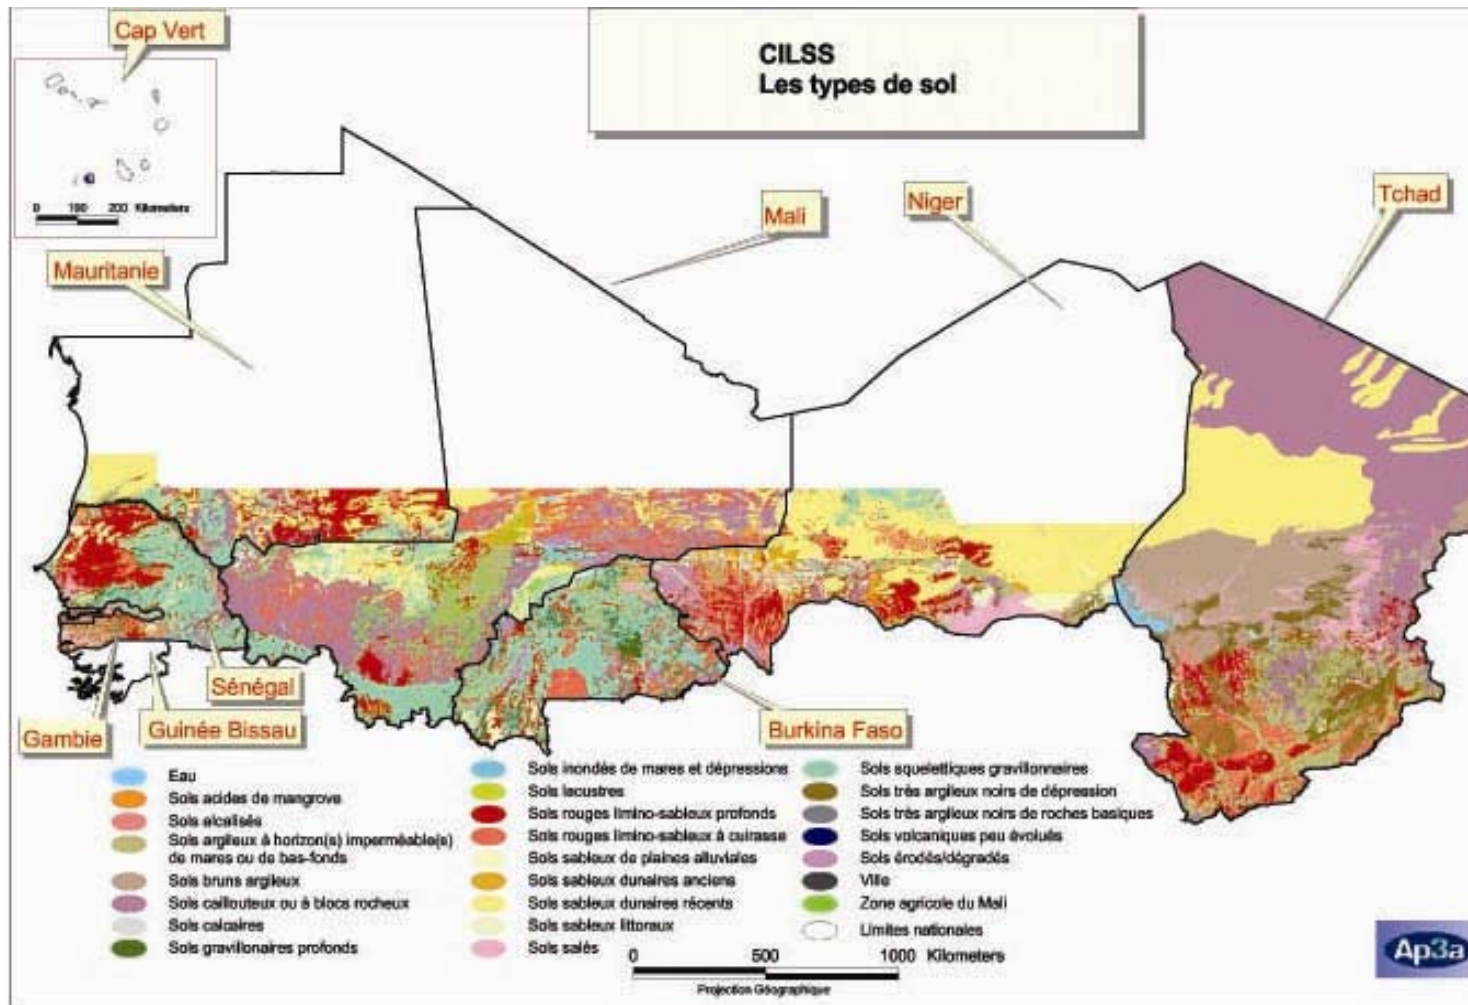 Cap Vert
CILSS
Les types de sol
0 100 200 Kilometers
Mali
Niger
Tchad
Mauritanie
Sénégal
Guinée Bissau
Gambie
Burkina Faso
Eau
Sols acides de mangrove
Sols alcalisés
Sols argileux à horizon(s) imperméable(s)
de mares ou de bas-fonds
Sols bruns argileux
Sols caillouteux ou à blocs rocheux
Sols calcaires
Sols gravillonaires profonds
Sols inondés de mares et dépressions
Sols lacustres
Sols rouges limino-sableux profonds
Sols rouges limino-sableux à cuirasse
Sols sableux de plaines alluviales
Sols sableux dunaires anciens
Sols sableux dunaires récents
Sols sableux littoraux
Sols salés
Sols squelettiques gravillonnaires
Sols très argileux noirs de dépression
Sols très argileux noirs de roches basiques
Sols volcaniques peu évolués
Sols érodés/dégradés
Ville
Zone agricole du Mali
Limites nationales
0 500 1000 Kilometers
Projection Géographique
Ap3a